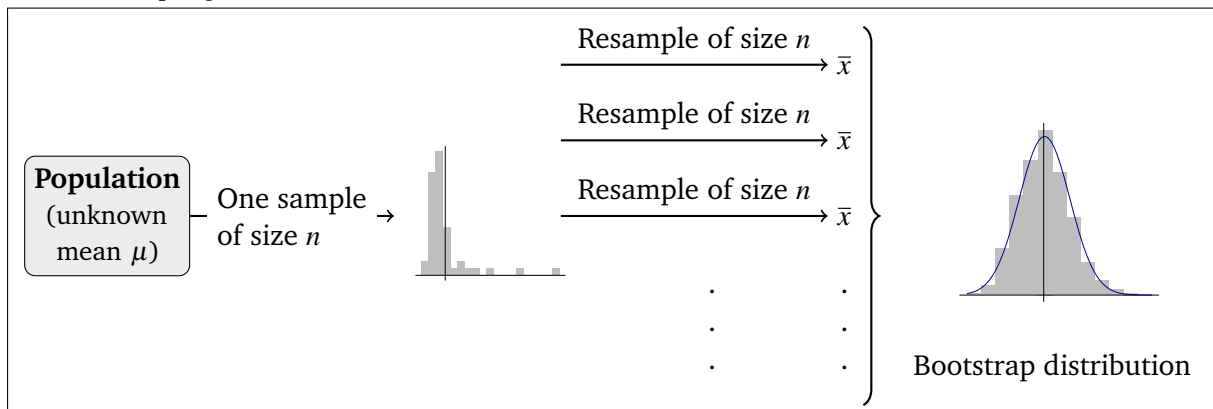 Resample of size n
x̄
Resample of size n
x̄
Resample of size n
x̄
Population
(unknown
mean μ)
One sample
of size n
Bootstrap distribution